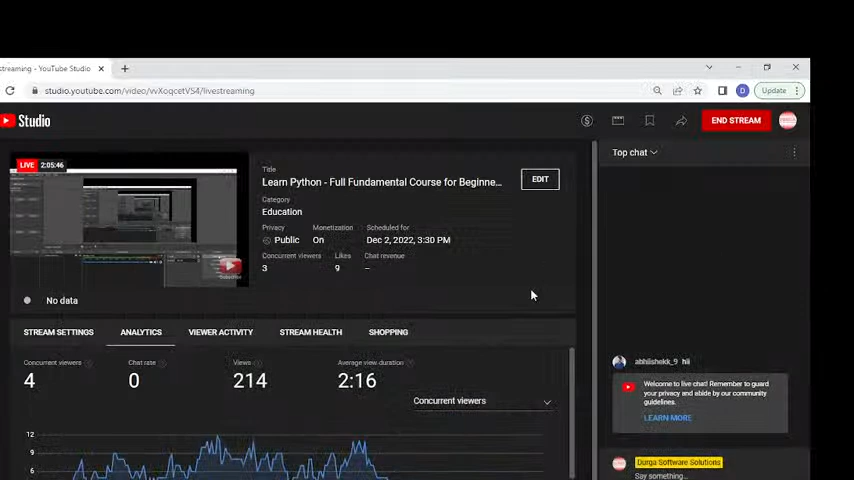 streaming - YouTube Studio
studio.youtube.com/video/vvXoqcetVS4/livestreaming
Update
Studio
END STREAM
LIVE 2:05:46
Title
Learn Python - Full Fundamental Course for Beginne...
EDIT
Category
Education
Privacy Monetization Scheduled for
Public On Dec 2, 2022, 3:30 PM
Concurrent viewers Likes Chat revenue
3 9 –
No data
STREAM SETTINGS ANALYTICS VIEWER ACTIVITY STREAM HEALTH SHOPPING
Concurrent viewers Chat rate Views Average view duration
4 0 214 2:16
Concurrent viewers
12
9
6
Top chat
abhiishekk_9 hii
Welcome to live chat! Remember to guard
your privacy and abide by our community
guidelines.
LEARN MORE
Durga Software Solutions
Say something...